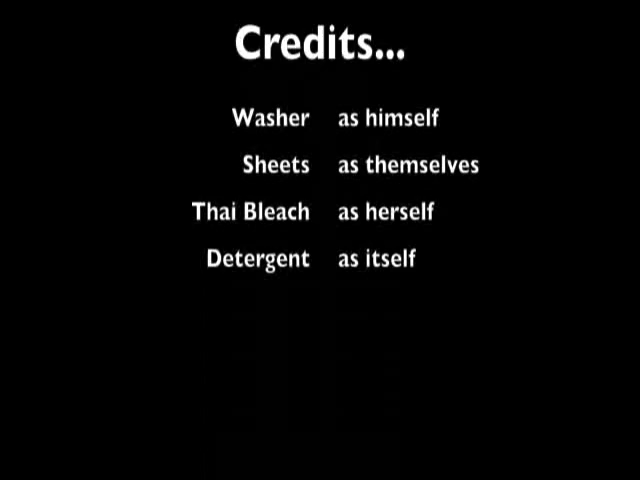 Credits...
Washer as himself
Sheets as themselves
Thai Bleach as herself
Detergent as itself